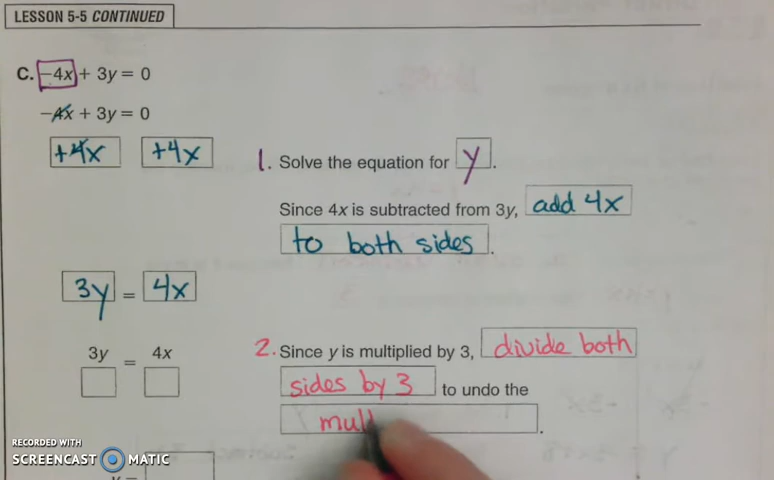 LESSON 5-5 CONTINUED
C. -4x + 3y = 0
-4x + 3y = 0
+4x +4x
1. Solve the equation for y.
Since 4x is subtracted from 3y, add 4x
to both sides.
3y = 4x
2. Since y is multiplied by 3, divide both
3y = 4x
sides by 3 to undo the
mul
.
RECORDED WITH
SCREENCAST MATIC